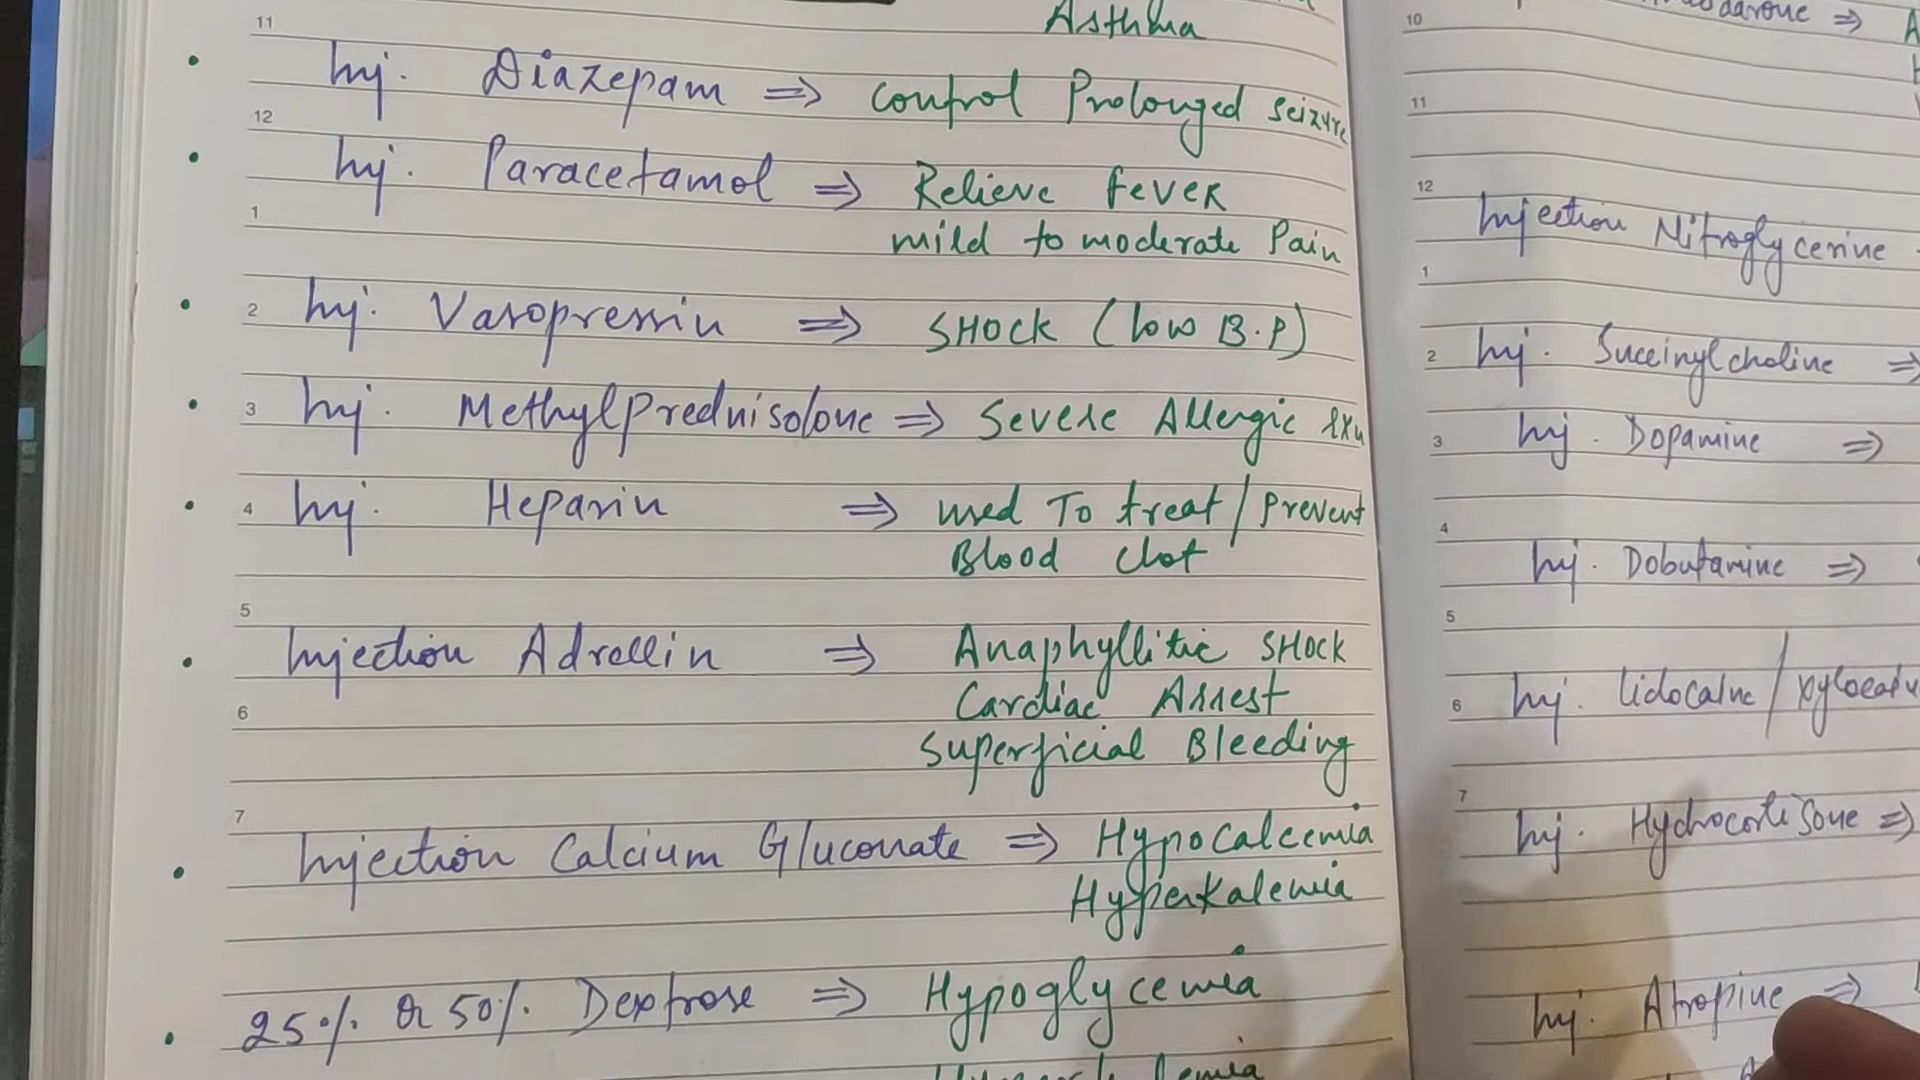 Asthma
11
Inj. Diazepam ⇒ control Prolonged seizure
12
Inj. Paracetamol ⇒ Relieve fever
1
mild to moderate Pain
2 Inj. Vasopressin ⇒ SHOCK (low B.P)
3 Inj. Methylprednisolone ⇒ Severe Allergic rxn
4 Inj. Heparin ⇒ used To treat / Prevent
Blood Clot
5
Injection Adrellin ⇒ Anaphyllitic SHOCK
6
Cardiac Arrest
Superficial Bleeding
7
Injection Calcium Gluconate ⇒ Hypocalcemia
Hyperkalemia
25% Or 50% Dextrose ⇒ Hypoglycemia
10
11
12
Injection Nitroglycerine
1
2 Inj. Succinylcholine ⇒
3 Inj. Dopamine ⇒
4
Inj. Dobutamine ⇒
5
6 Inj. lidocaine /
7
Inj. Hydrocortisone ⇒
Inj. Atropine ⇒